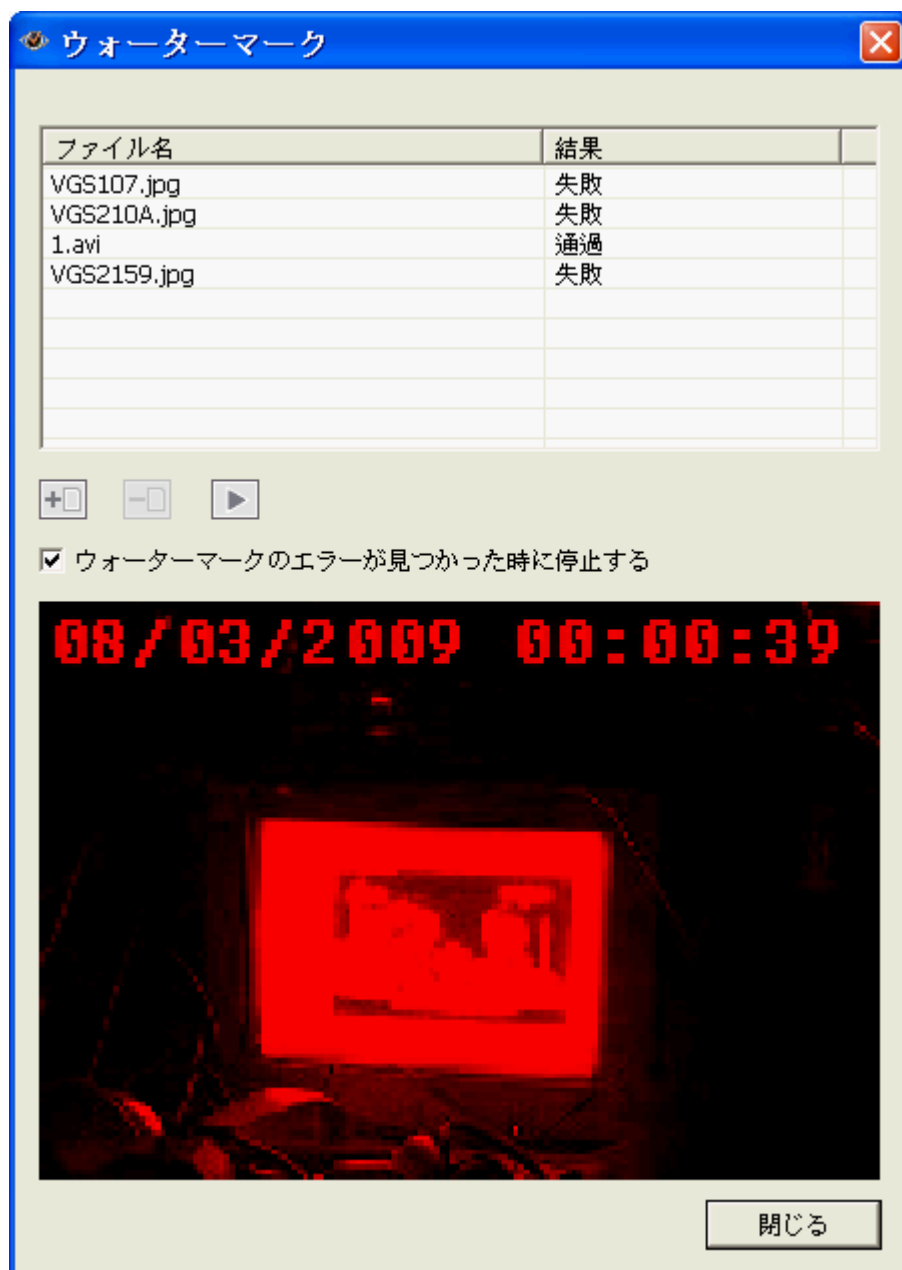 ウォーターマーク
ファイル名 結果
VGS107.jpg 失敗
VGS210A.jpg 失敗
1.avi 通過
VGS2159.jpg 失敗
ウォーターマークのエラーが見つかった時に停止する
08/03/2009 00:00:39
閉じる